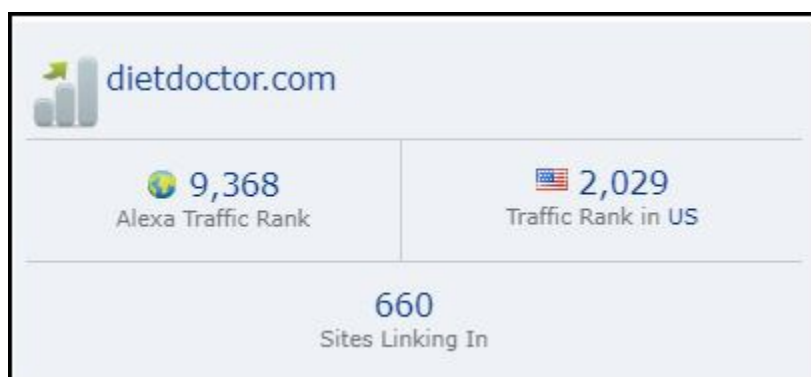 dietdoctor.com
9,368
Alexa Traffic Rank
2,029
Traffic Rank in US
660
Sites Linking In